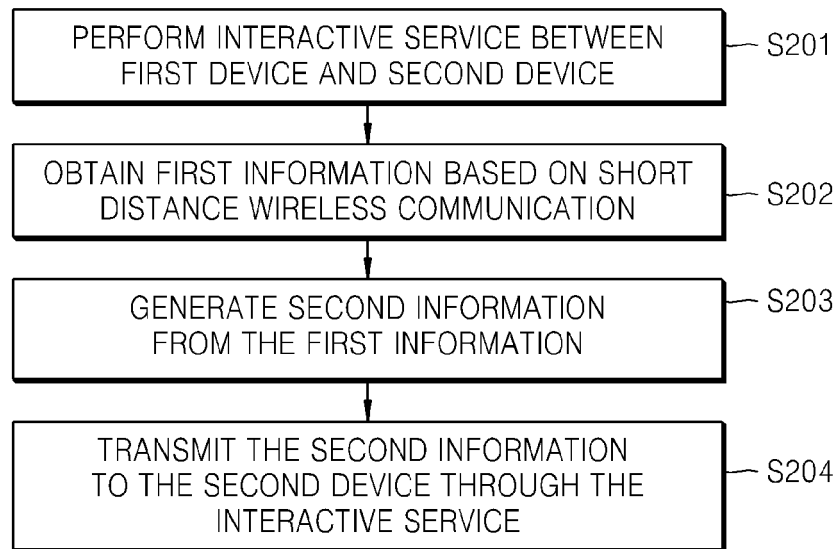 PERFORM INTERACTIVE SERVICE BETWEEN
FIRST DEVICE AND SECOND DEVICE
S201
OBTAIN FIRST INFORMATION BASED ON SHORT
DISTANCE WIRELESS COMMUNICATION
S202
GENERATE SECOND INFORMATION
FROM THE FIRST INFORMATION
S203
TRANSMIT THE SECOND INFORMATION
TO THE SECOND DEVICE THROUGH THE
INTERACTIVE SERVICE
S204